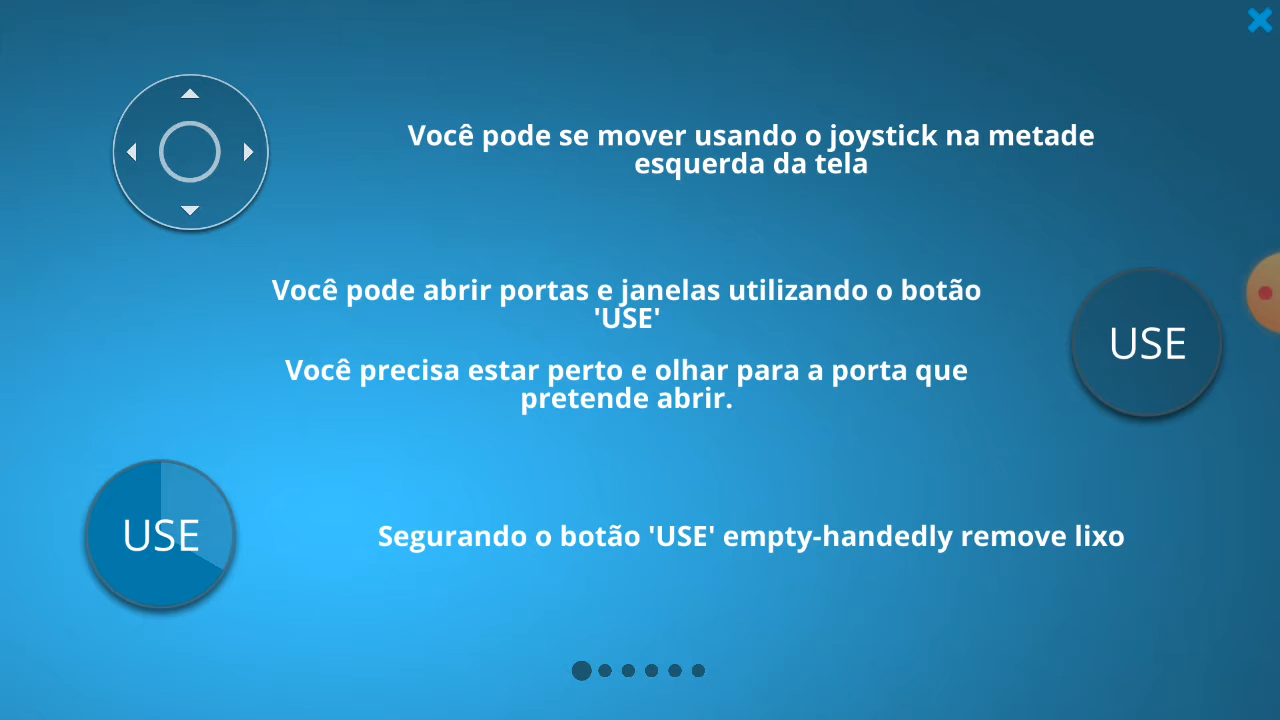 Você pode se mover usando o joystick na metade
esquerda da tela
Você pode abrir portas e janelas utilizando o botão
'USE'
Você precisa estar perto e olhar para a porta que
pretende abrir.
USE
USE
Segurando o botão 'USE' empty-handedly remove lixo